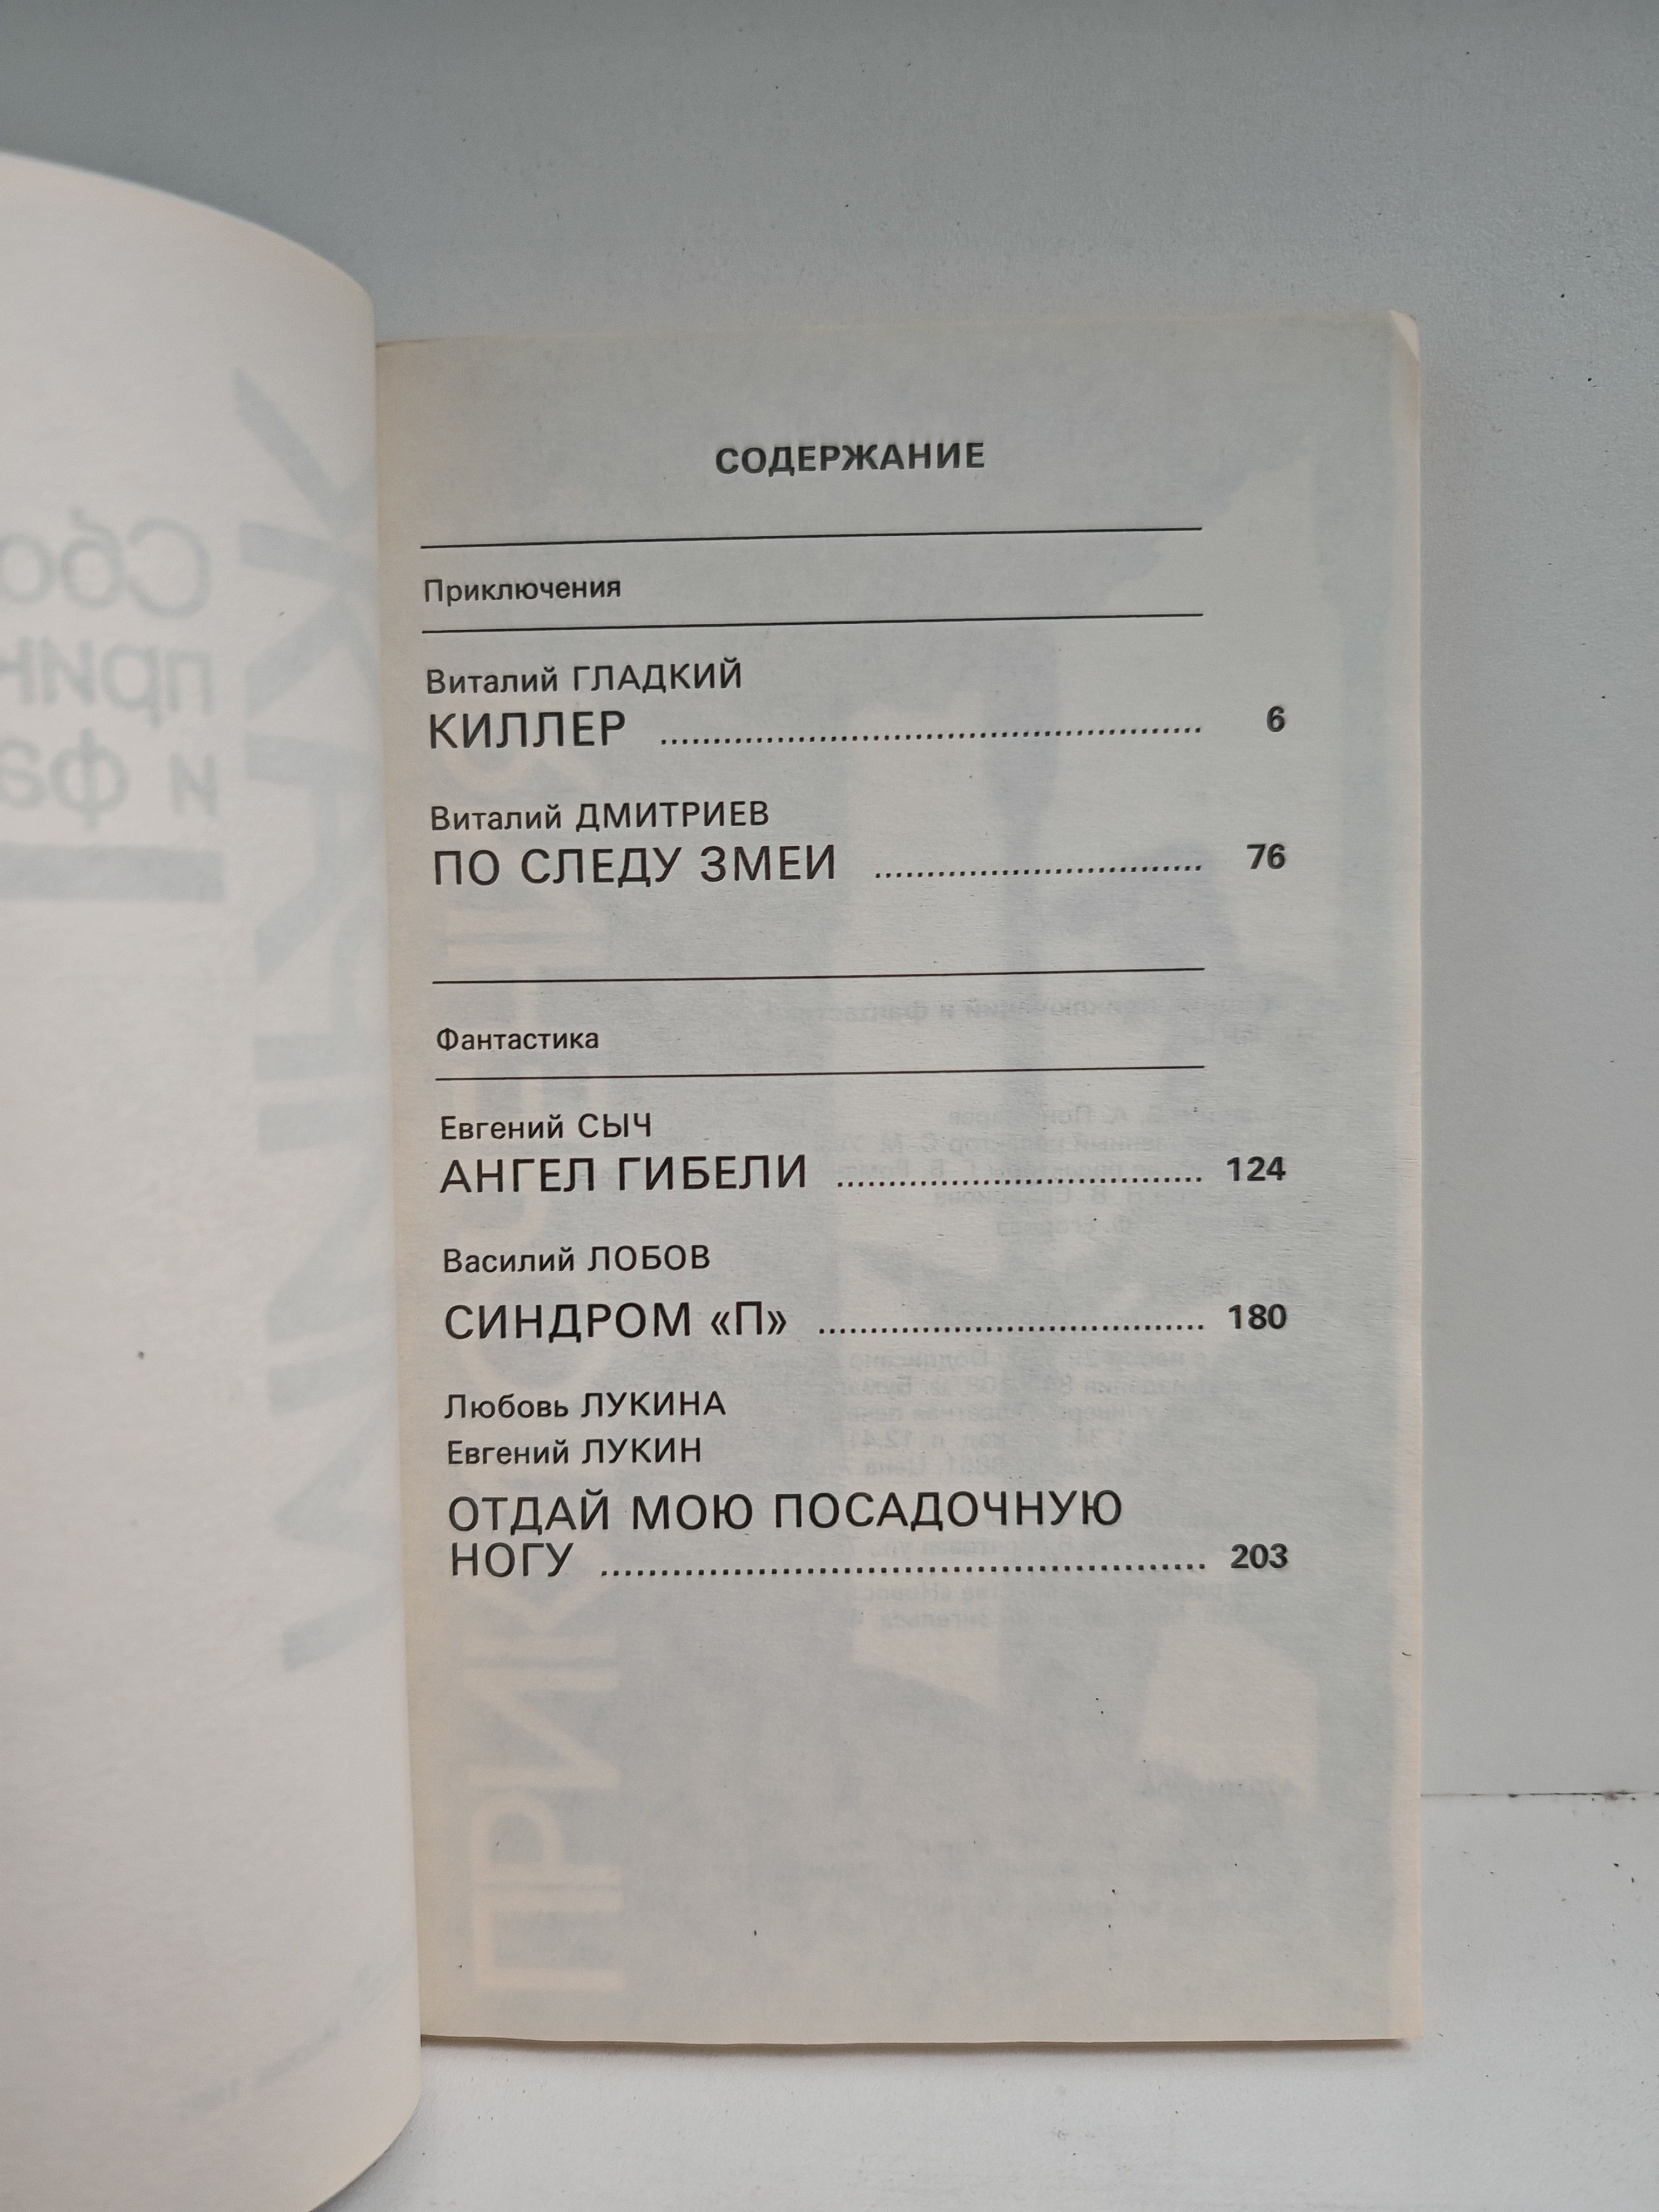 СОДЕРЖАНИЕ
Приключения
Виталий ГЛАДКИЙ
КИЛЛЕР ........................................ 6
Виталий ДМИТРИЕВ
ПО СЛЕДУ ЗМЕИ ........................ 76
Фантастика
Евгений СЫЧ
АНГЕЛ ГИБЕЛИ ........................... 124
Василий ЛОБОВ
СИНДРОМ «П» ............................ 180
Любовь ЛУКИНА
Евгений ЛУКИН
ОТДАЙ МОЮ ПОСАДОЧНУЮ
НОГУ ............................................ 203